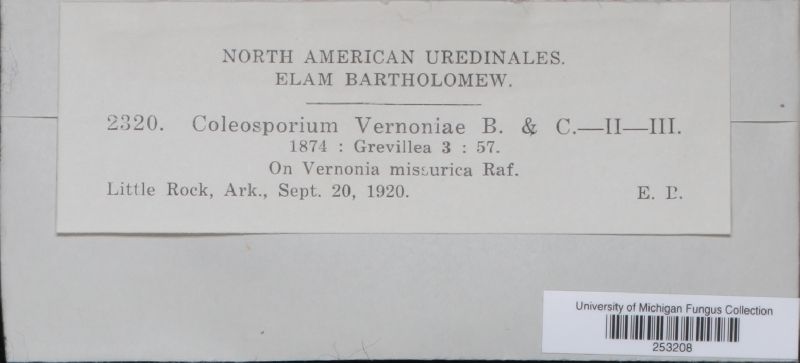 NORTH AMERICAN UREDINALES.
ELAM BARTHOLOMEW.
2320. Coleosporium Vernoniae B. & C.—II—III.
1874 : Grevillea 3 : 57.
On Vernonia missurica Raf.
Little Rock, Ark., Sept. 20, 1920. E. B.
University of Michigan Fungus Collection
253208